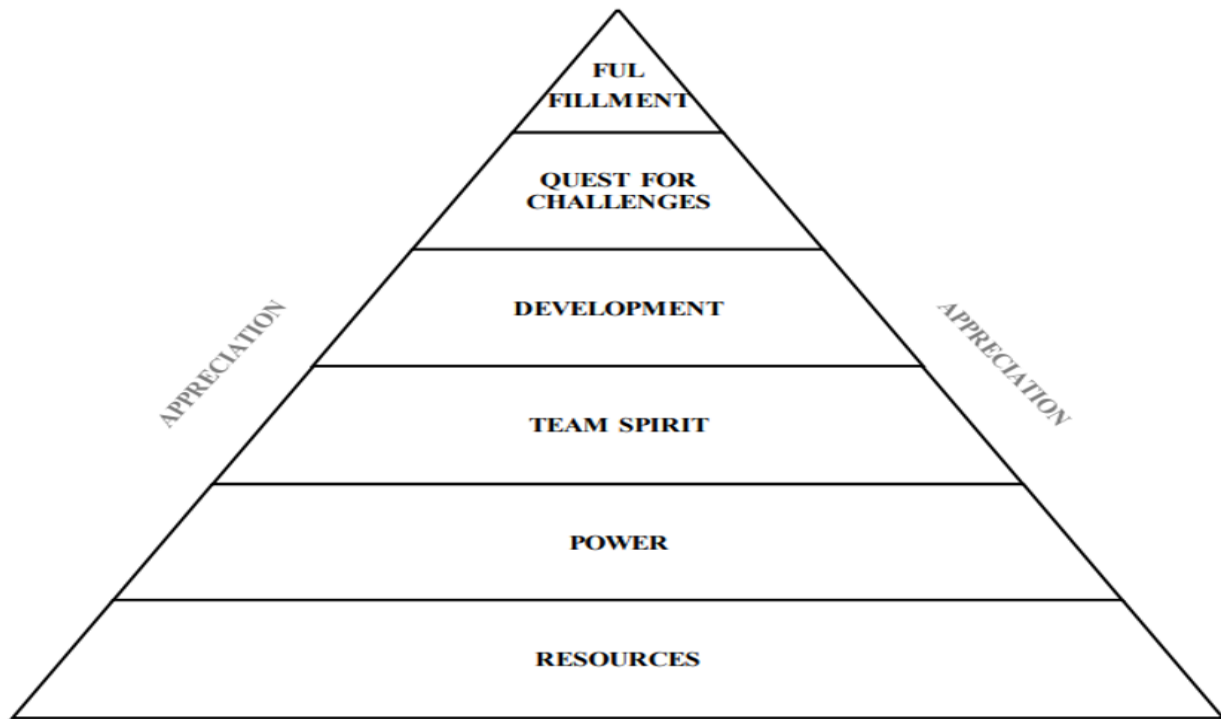 FUL
FILLMENT
QUEST FOR
CHALLENGES
DEVELOPMENT
APPRECIATION
APPRECIATION
TEAM SPIRIT
POWER
RESOURCES